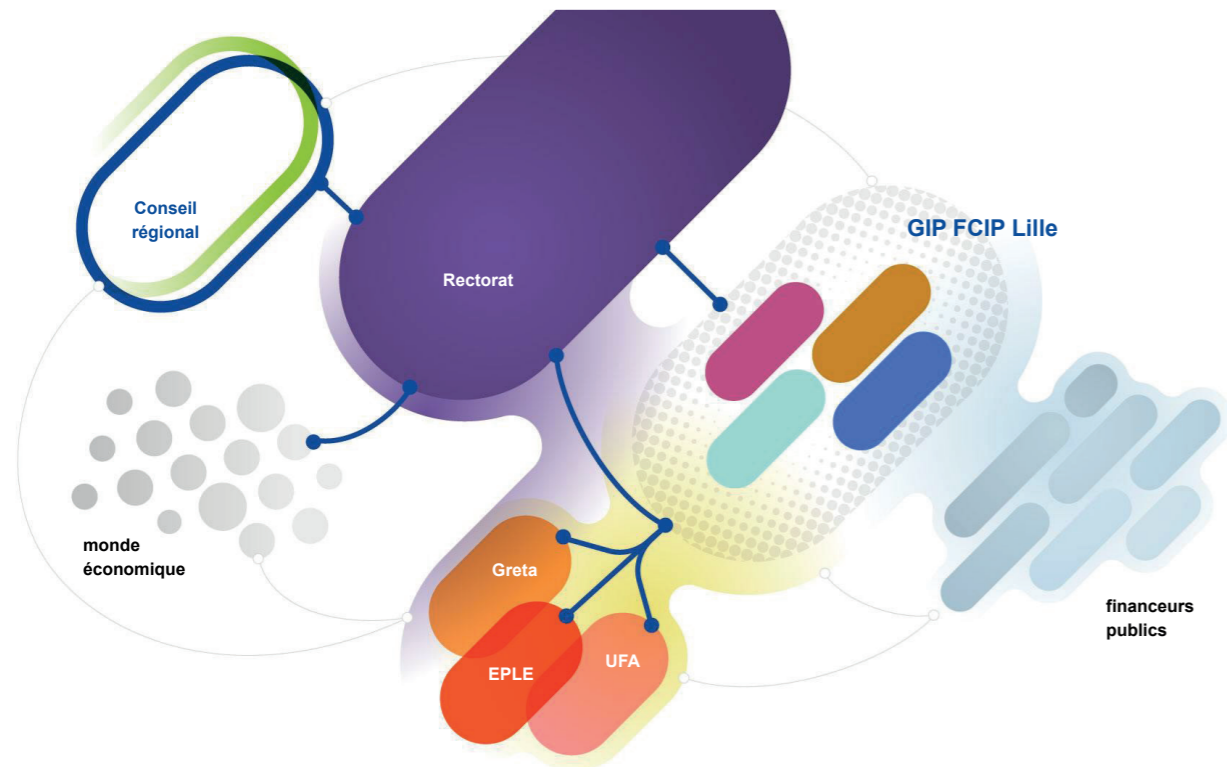 Conseil
régional
GIP FCIP Lille
Rectorat
monde
économique
Greta
EPLE
UFA
financeurs
publics